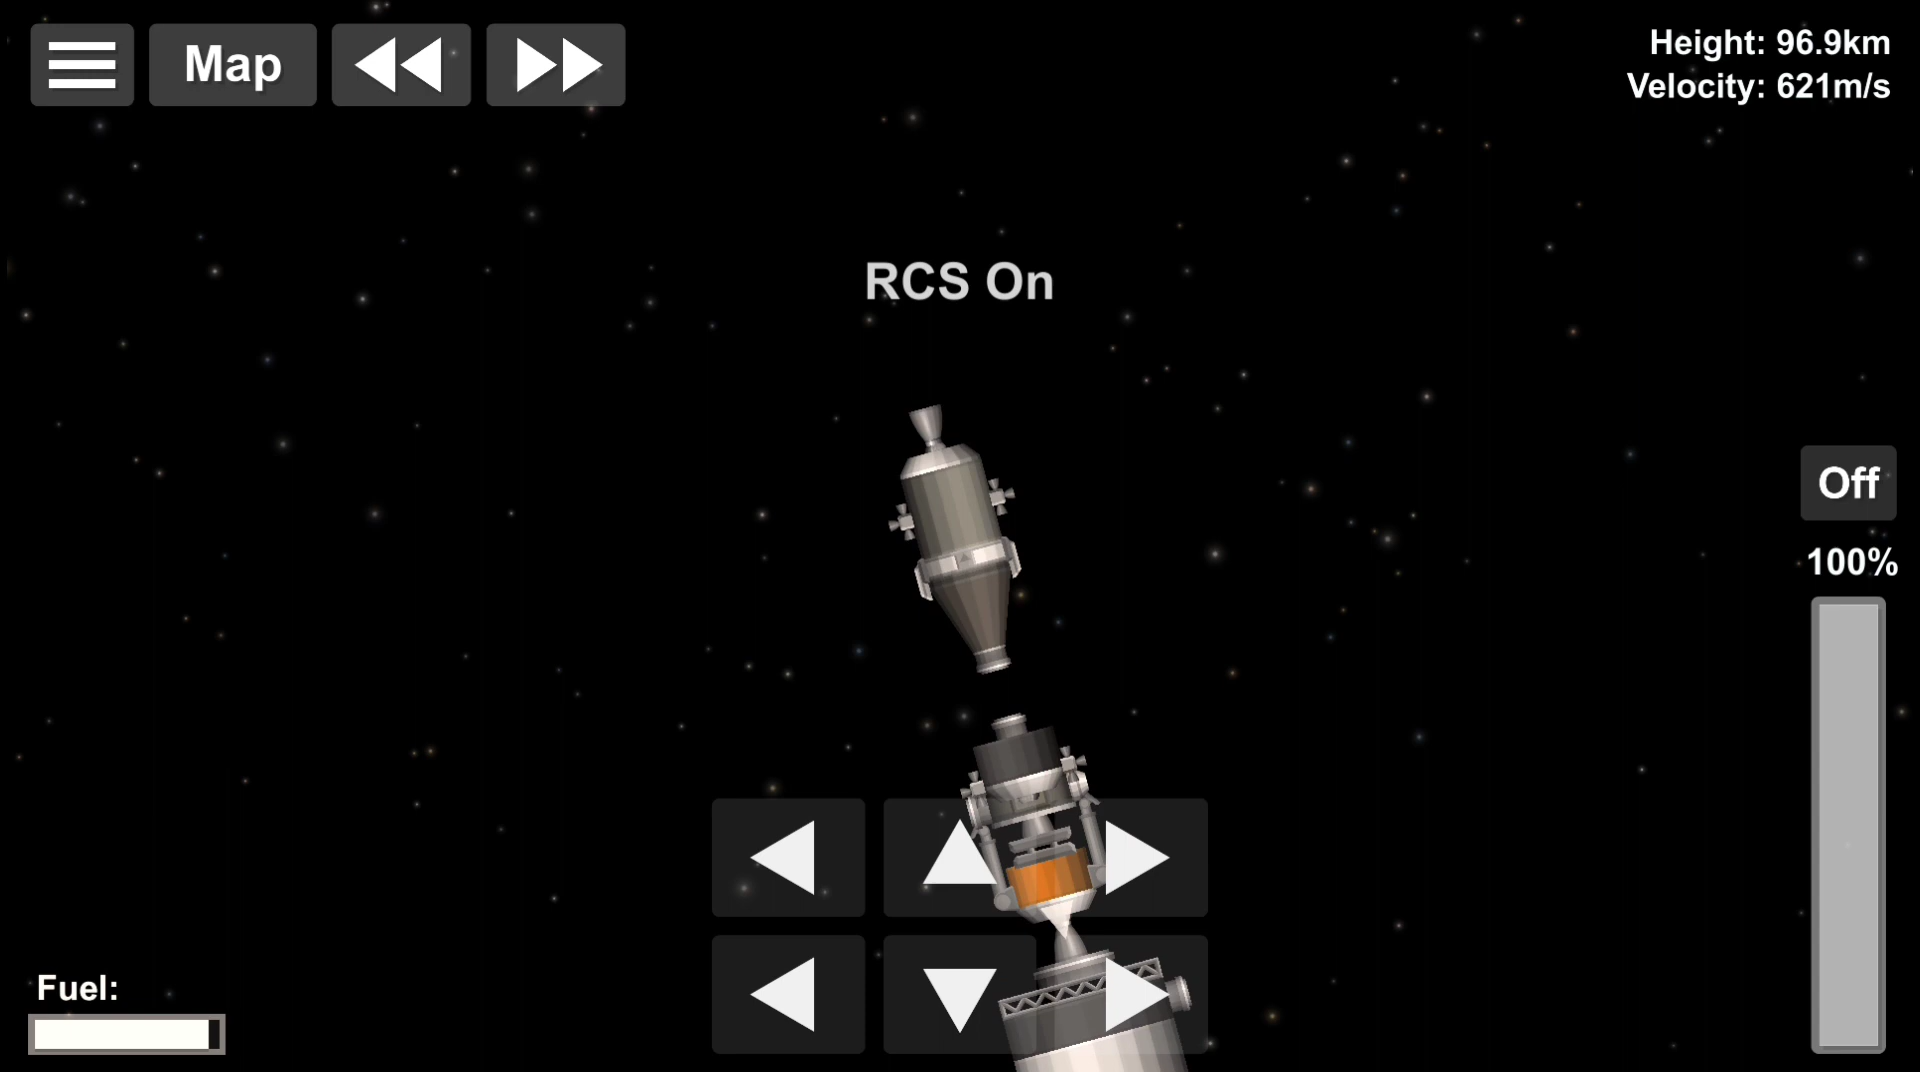 Map
Height: 96.9km
Velocity: 621m/s
RCS On
Off
100%
Fuel: